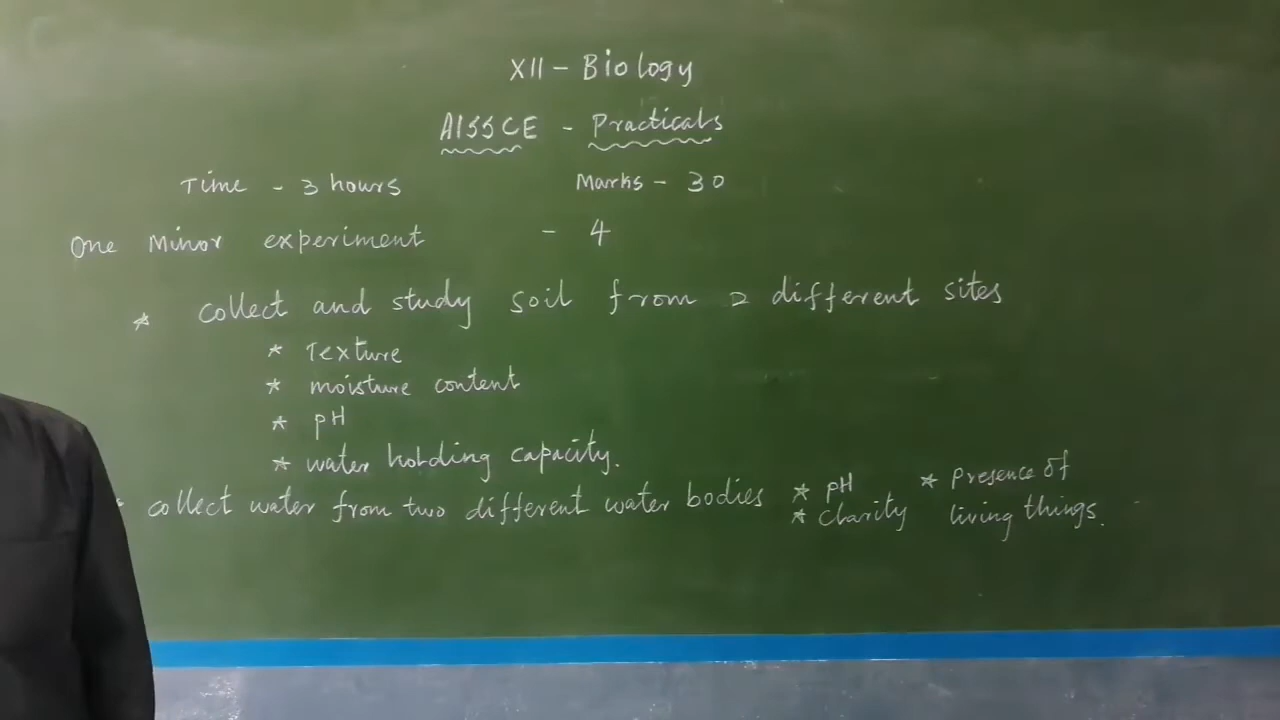 XII - Biology
AISSCE - Practicals
Time - 3 hours Marks - 30
One Minor experiment - 4
* collect and study soil from 2 different sites
* Texture
* moisture content
* pH
* water holding capacity.
* collect water from two different water bodies * pH * Presence of
* clarity living things.